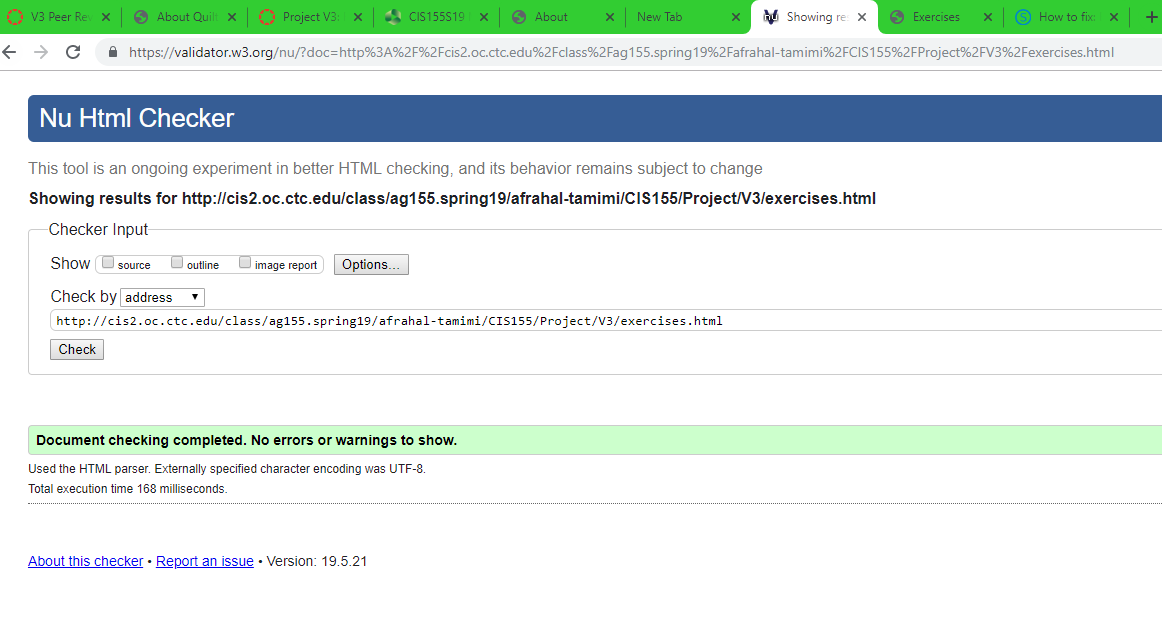 V3 Peer Re
About Quil
Project V3:
CIS155S19
About
New Tab
Showing re
Exercises
How to fix
https://validator.w3.org/nu/?doc=http%3A%2F%2Fcis2.oc.ctc.edu%2Fclass%2Fag155.spring19%2Fafrahal-tamimi%2FCIS155%2FProject%2FV3%2Fexercises.html
Nu Html Checker
This tool is an ongoing experiment in better HTML checking, and its behavior remains subject to change
Showing results for http://cis2.oc.ctc.edu/class/ag155.spring19/afrahal-tamimi/CIS155/Project/V3/exercises.html
Checker Input
Show source outline image report Options...
Check by address
http://cis2.oc.ctc.edu/class/ag155.spring19/afrahal-tamimi/CIS155/Project/V3/exercises.html
Check
Document checking completed. No errors or warnings to show.
Used the HTML parser. Externally specified character encoding was UTF-8.
Total execution time 168 milliseconds.
About this checker • Report an issue • Version: 19.5.21